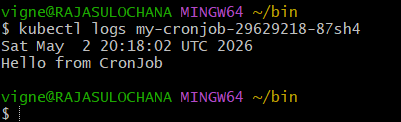 vigne@RAJASULOCHANA MINGW64 ~/bin
$ kubectl logs my-cronjob-29629218-87sh4
Sat May  2 20:18:02 UTC 2026
Hello from CronJob

vigne@RAJASULOCHANA MINGW64 ~/bin
$